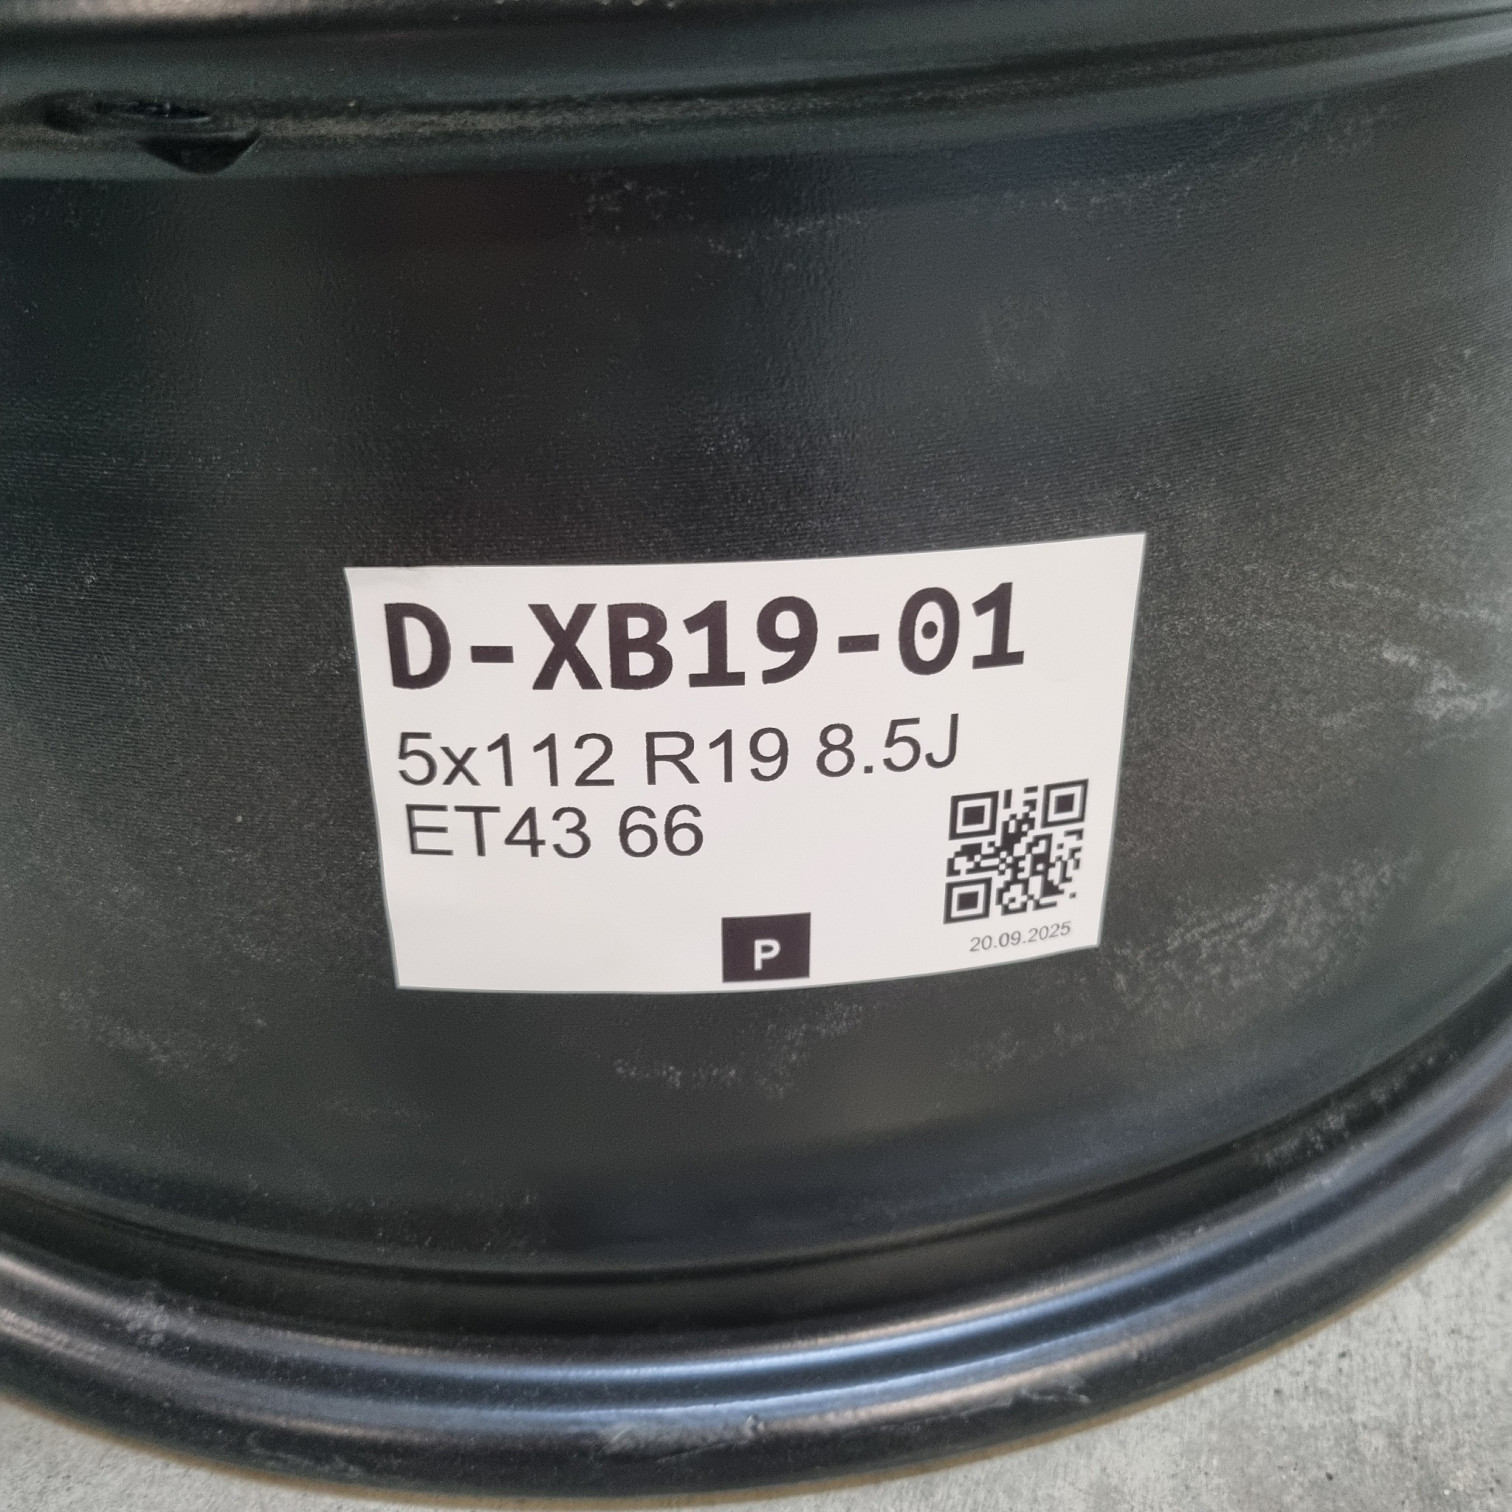 D-XB19-01
5x112 R19 8.5J
ET43 66
P
20.09.2025